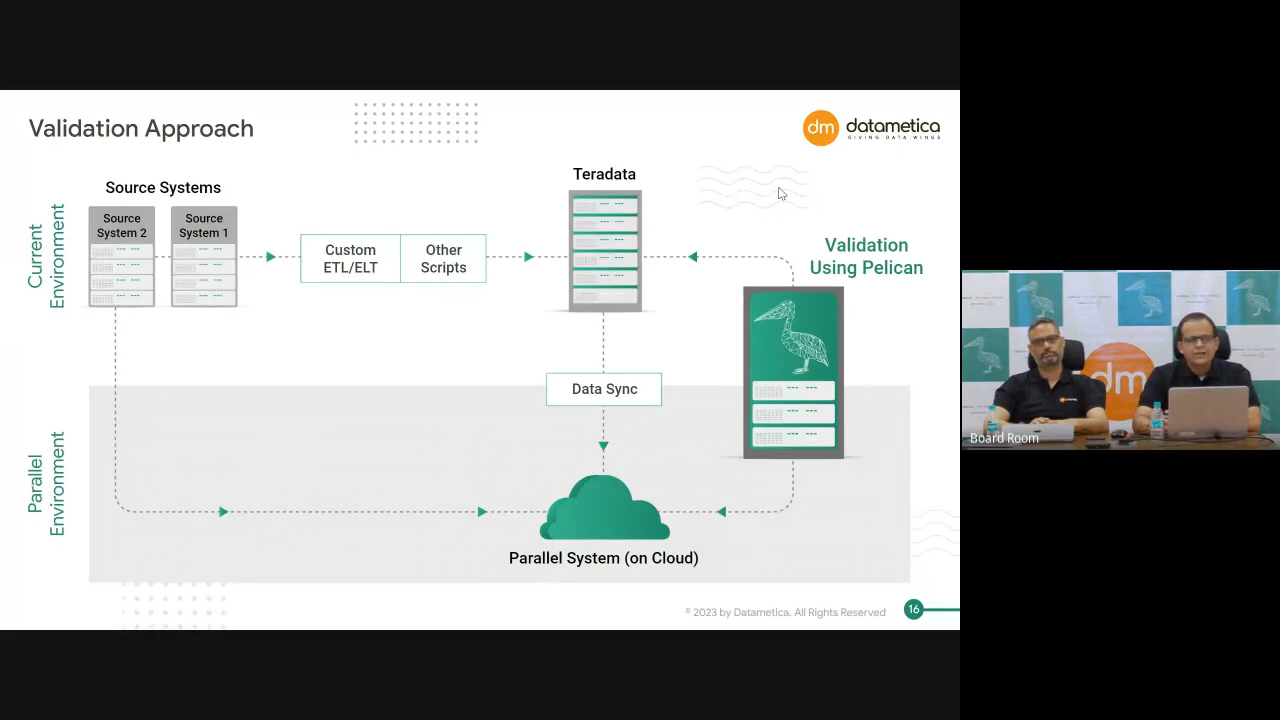 Validation Approach
dm datametica
GIVING DATA WINGS
Source Systems
Teradata
Current
Environment
Source
System 2
Source
System 1
Custom
ETL/ELT
Other
Scripts
Validation
Using Pelican
Data Sync
Parallel
Environment
Parallel System (on Cloud)
© 2023 by Datametica. All Rights Reserved
16
dm
Board Room